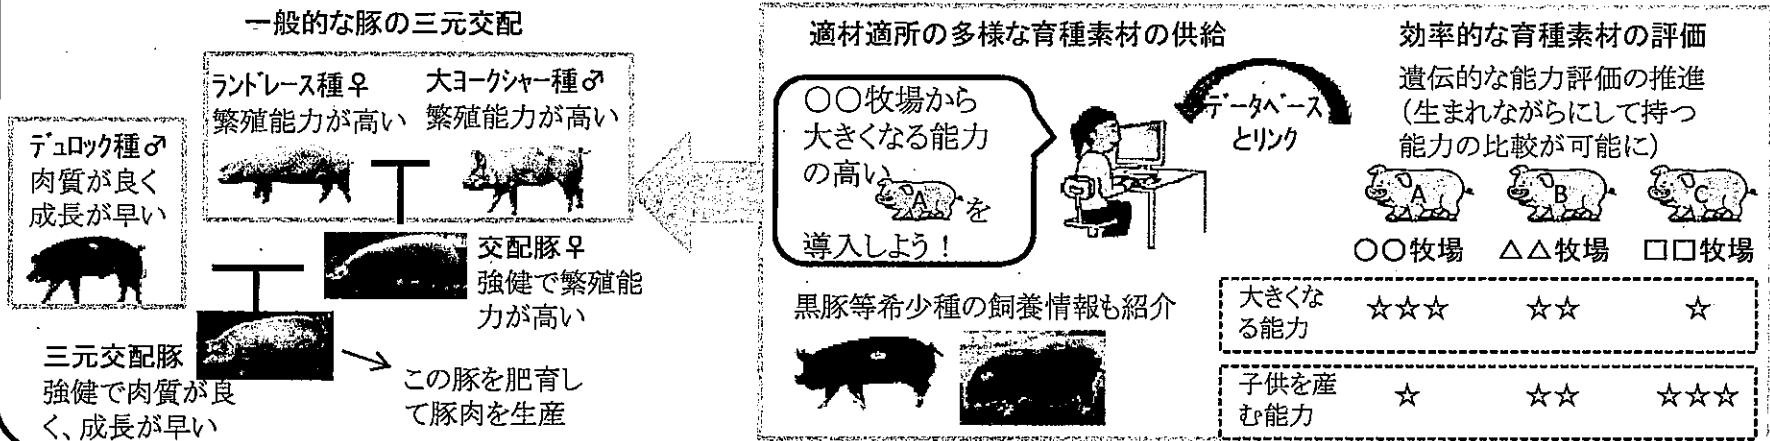 一般的な豚の三元交配
ランドレース種♀
繁殖能力が高い
大ヨークシャー種♂
繁殖能力が高い
デュロック種♂
肉質が良く
成長が早い
交配豚♀
強健で繁殖能
力が高い
三元交配豚
強健で肉質が良
く、成長が早い
この豚を肥育し
て豚肉を生産
適材適所の多様な育種素材の供給
〇〇牧場から
大きくなる能力
の高い
A を
導入しよう！
データベース
とリンク
黒豚等希少種の飼養情報も紹介
効率的な育種素材の評価
遺伝的な能力評価の推進
（生まれながらにして持つ
能力の比較が可能に）
A B C
〇〇牧場 △△牧場 □□牧場
大きくな
る能力
☆☆☆ ☆☆ ☆
子供を産
む能力
☆ ☆☆ ☆☆☆